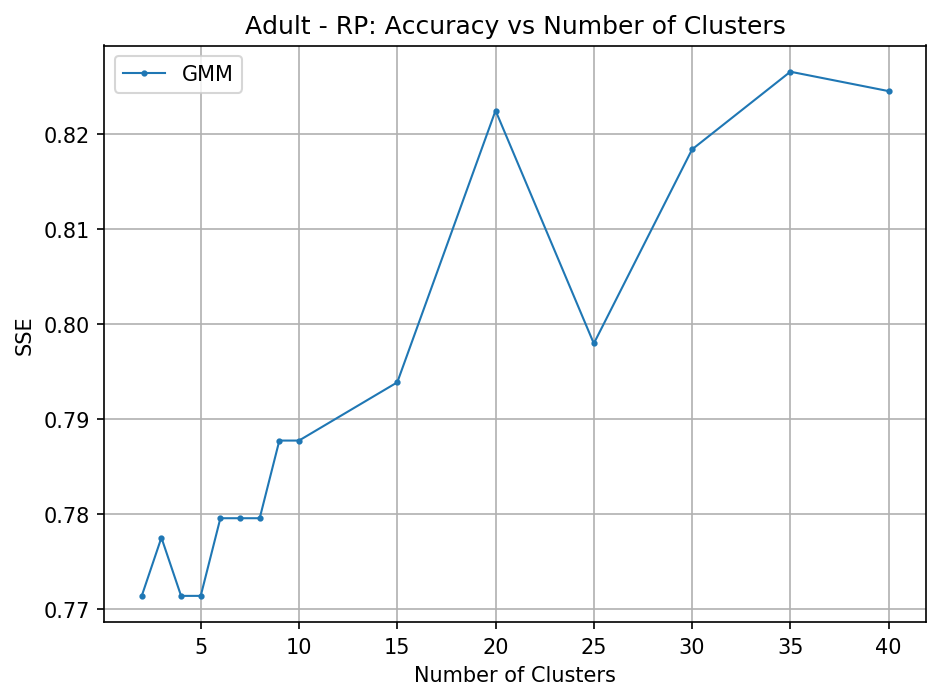 Adult - RP: Accuracy vs Number of Clusters
GMM
SSE
0.82
0.81
0.80
0.79
0.78
0.77
5 10 15 20 25 30 35 40
Number of Clusters